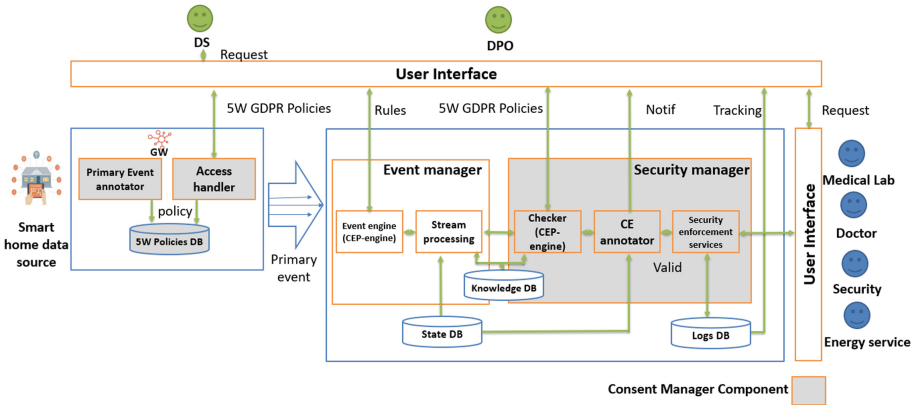 DS
DPO
Request
User Interface
5W GDPR Policies
Rules
5W GDPR Policies
Notif
Tracking
Request
GW
Primary Event
annotator
Access
handler
policy
5W Policies DB
Smart
home data
source
Primary
event
Event manager
Security manager
Event engine
(CEP-engine)
Stream
processing
Checker
(CEP-
engine)
CE
annotator
Security
enforcement
services
Valid
Knowledge DB
State DB
Logs DB
User Interface
Medical Lab
Doctor
Security
Energy service
Consent Manager Component